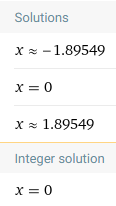 Solutions
x ≈ −1.89549
x = 0
x ≈ 1.89549
Integer solution
x = 0